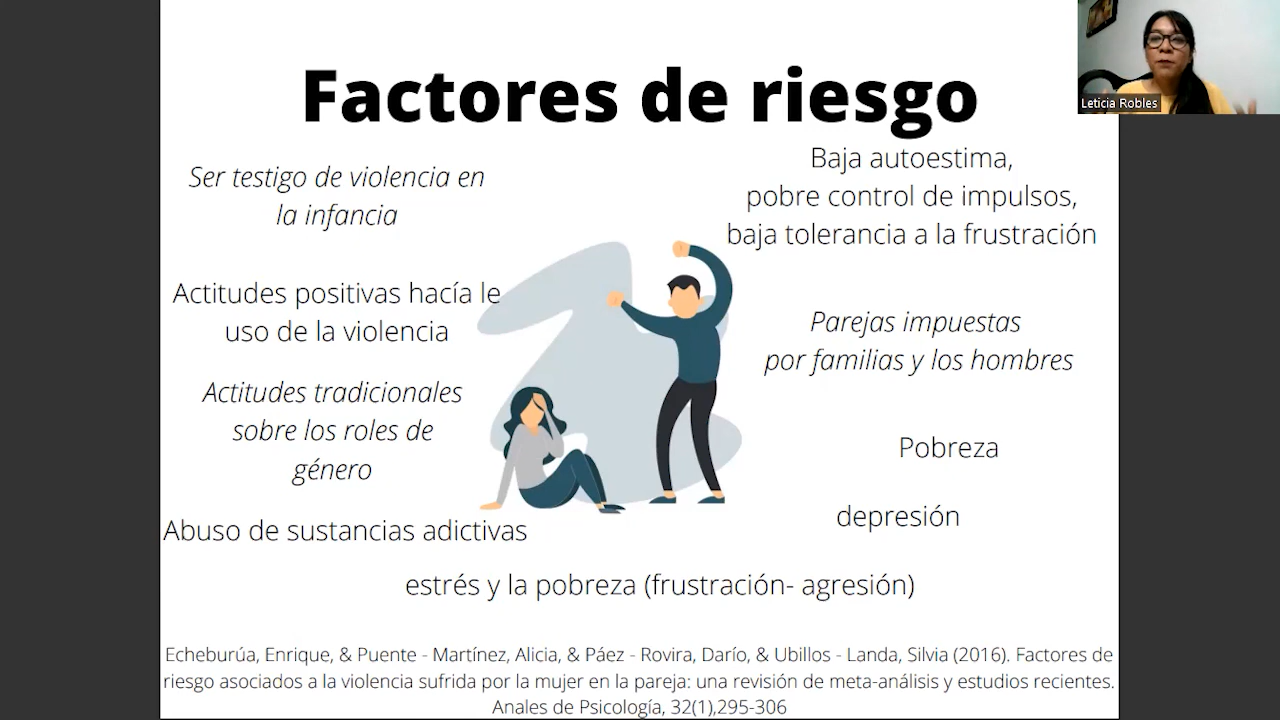 Factores de riesgo
Leticia Robles
Ser testigo de violencia en
la infancia
Actitudes positivas hacía le
uso de la violencia
Actitudes tradicionales
sobre los roles de
género
Abuso de sustancias adictivas
Baja autoestima,
pobre control de impulsos,
baja tolerancia a la frustración
Parejas impuestas
por familias y los hombres
Pobreza
depresión
estrés y la pobreza (frustración- agresión)
Echeburúa, Enrique, & Puente - Martínez, Alicia, & Páez - Rovira, Darío, & Ubillos - Landa, Silvia (2016). Factores de
riesgo asociados a la violencia sufrida por la mujer en la pareja: una revisión de meta-análisis y estudios recientes.
Anales de Psicología, 32(1),295-306